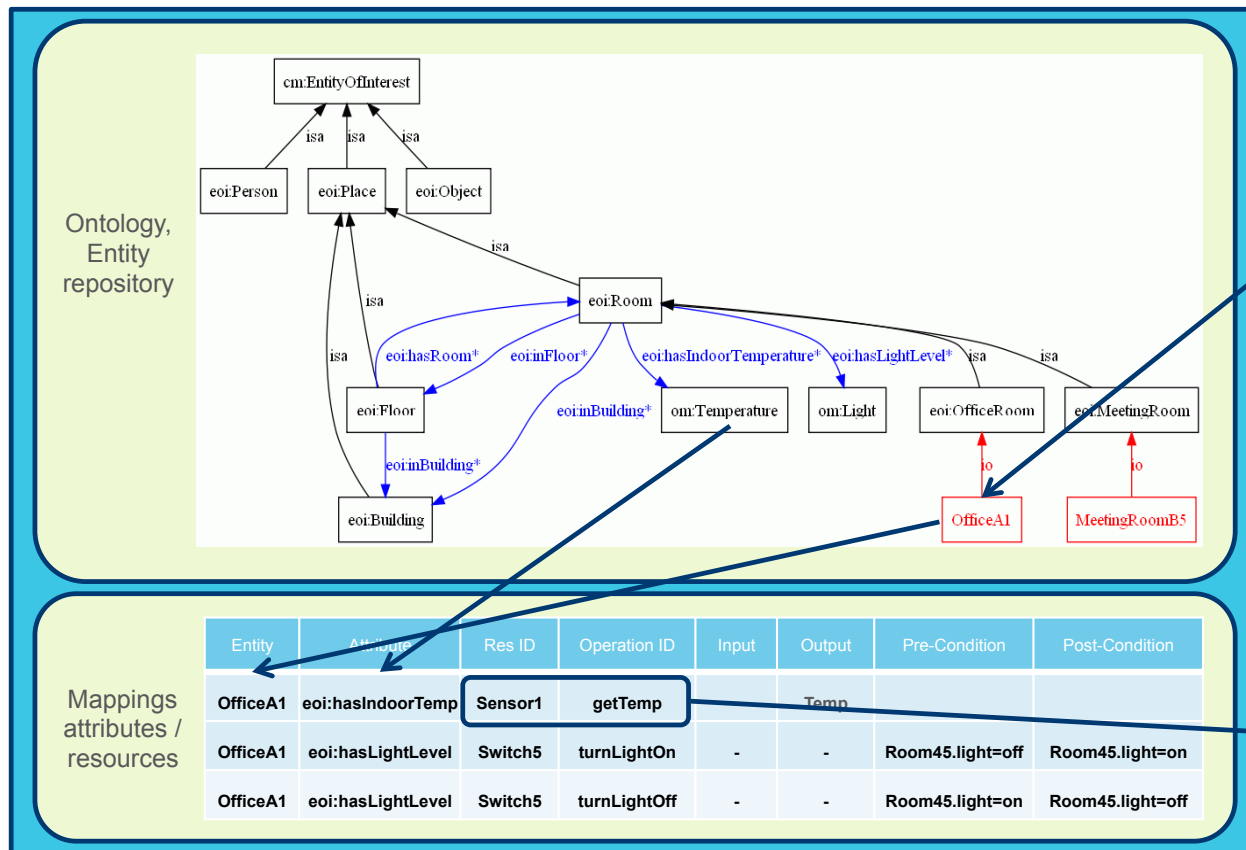 cm:EntityOfInterest
isa
isa
isa
eoi:Person
eoi:Place
eoi:Object
Ontology,
Entity
repository
isa
eoi:Room
isa
isa
eoi:hasRoom*
eoi:inFloor*
eoi:hasIndoorTemperature*
eoi:hasLightLevel*
isa
isa
eoi:Floor
eoi:inBuilding*
om:Temperature
om:Light
eoi:OfficeRoom
eoi:MeetingRoom
eoi:inBuilding*
io
io
eoi:Building
OfficeA1
MeetingRoomB5
Mappings
attributes /
resources
Entity Attribute Res ID Operation ID Input Output Pre-Condition Post-Condition
OfficeA1 eoi:hasIndoorTemp Sensor1 getTemp Temp
OfficeA1 eoi:hasLightLevel Switch5 turnLightOn - - Room45.light=off Room45.light=on
OfficeA1 eoi:hasLightLevel Switch5 turnLightOff - - Room45.light=on Room45.light=off